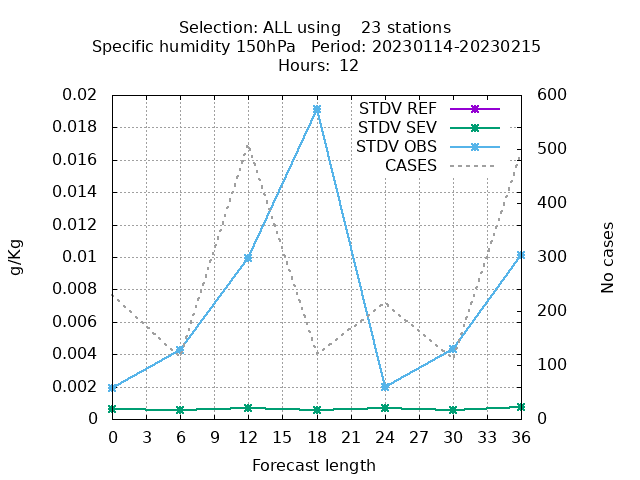 Selection: ALL using    23 stations
Specific humidity 150hPa   Period: 20230114-20230215
Hours:  12
0.02
0.018
0.016
0.014
0.012
0.01
0.008
0.006
0.004
0.002
0
g/Kg
STDV REF
STDV SEV
STDV OBS
CASES
600
500
400
300
200
100
0
No cases
0 3 6 9 12 15 18 21 24 27 30 33 36
Forecast length